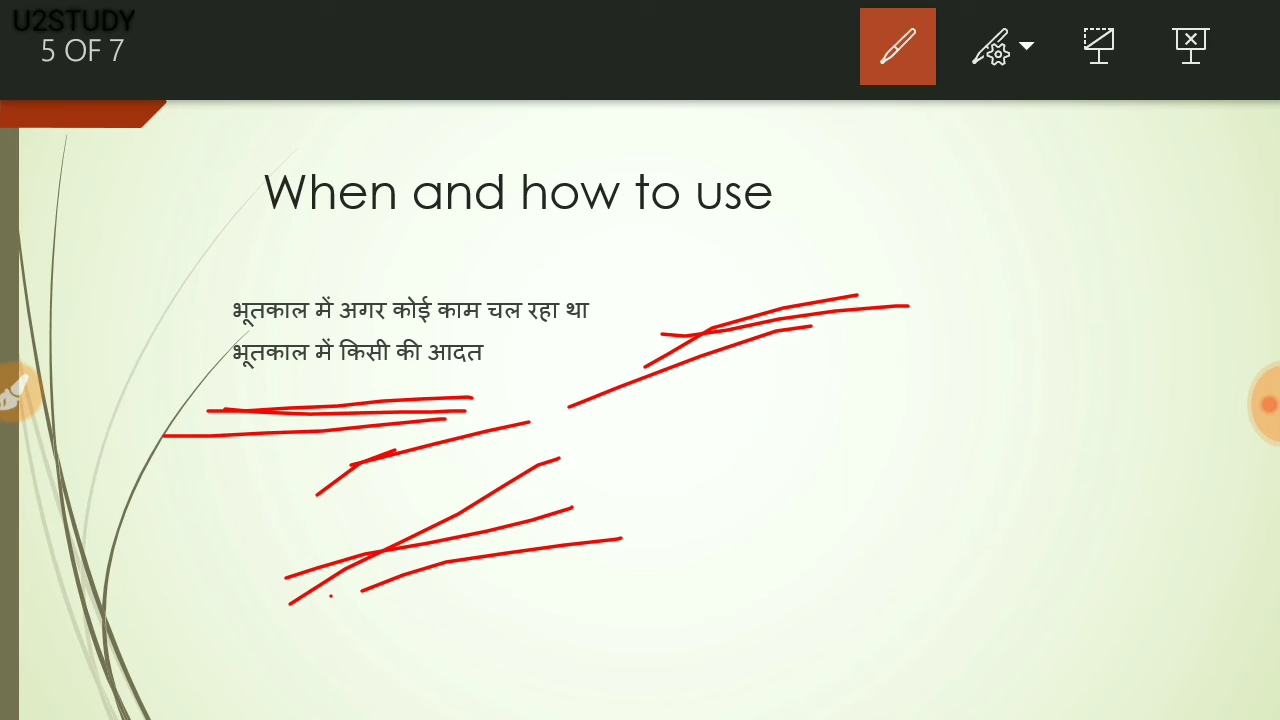 U2STUDY
5 OF 7
When and how to use
भूतकाल में अगर कोई काम चल रहा था
भूतकाल में किसी की आदत